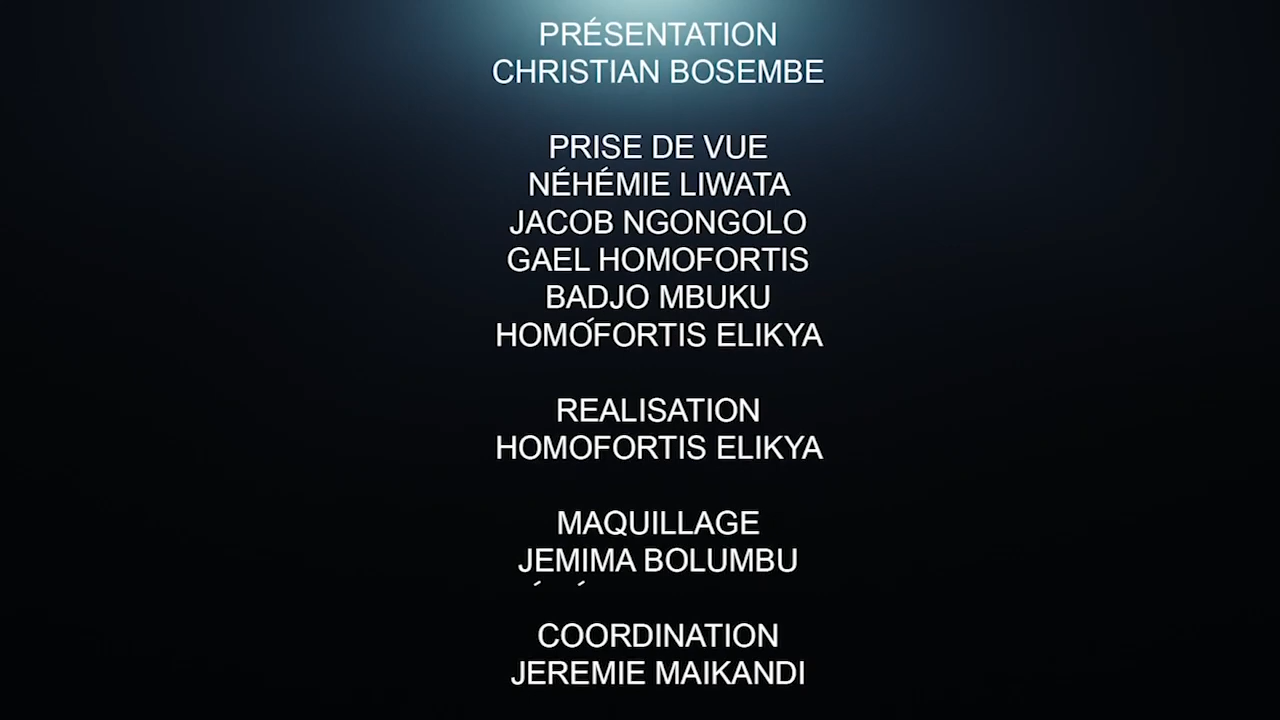 PRÉSENTATION
CHRISTIAN BOSEMBE
PRISE DE VUE
NÉHÉMIE LIWATA
JACOB NGONGOLO
GAEL HOMOFORTIS
BADJO MBUKU
HOMOFORTIS ELIKYA
REALISATION
HOMOFORTIS ELIKYA
MAQUILLAGE
JEMIMA BOLUMBU
COORDINATION
JEREMIE MAIKANDI